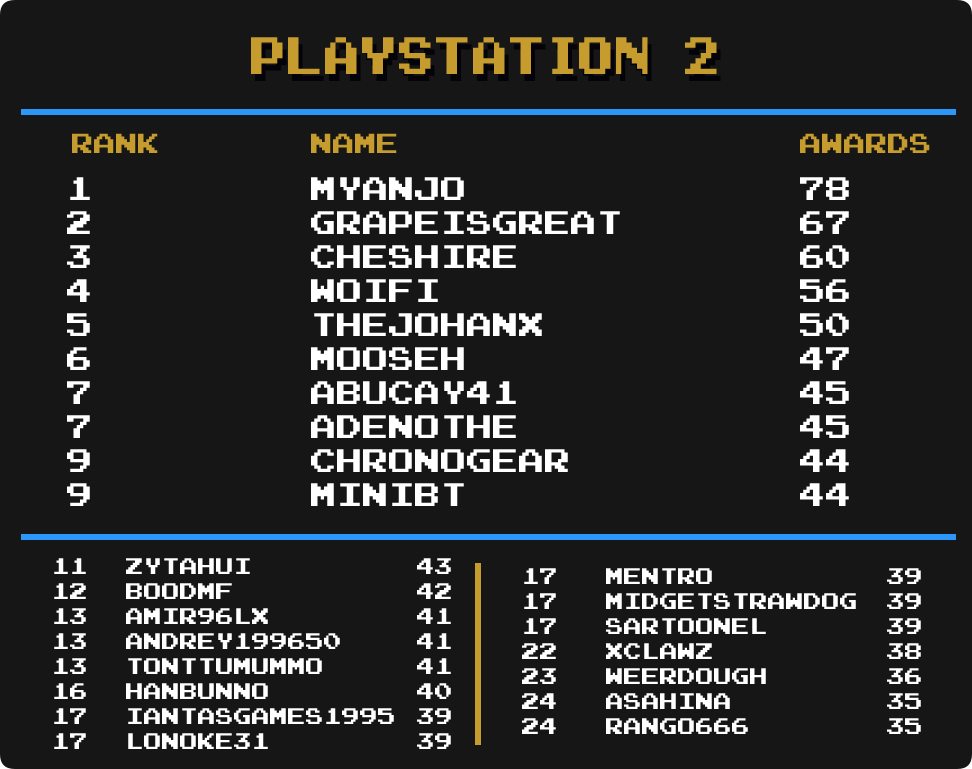 PLAYSTATION 2
RANK NAME AWARDS
1 MYANJO 78
2 GRAPEISGREAT 67
3 CHESHIRE 60
4 WOIFI 56
5 THEJOHANX 50
6 MOOSEH 47
7 ABUCAY41 45
7 ADENOTHE 45
9 CHRONOGEAR 44
9 MINIBT 44
11 ZYTAHUI 43
12 BOODMF 42
13 AMIR96LX 41
13 ANDREY199650 41
13 TONTTUMUMMO 41
16 HANBUNNO 40
17 IANTASGAMES1995 39
17 LONOKE31 39
17 MENTRO 39
17 MIDGETSTRAWDOG 39
17 SARTOONEL 39
22 XCLAWZ 38
23 WEERDOUGH 36
24 ASAHINA 35
24 RANGO666 35